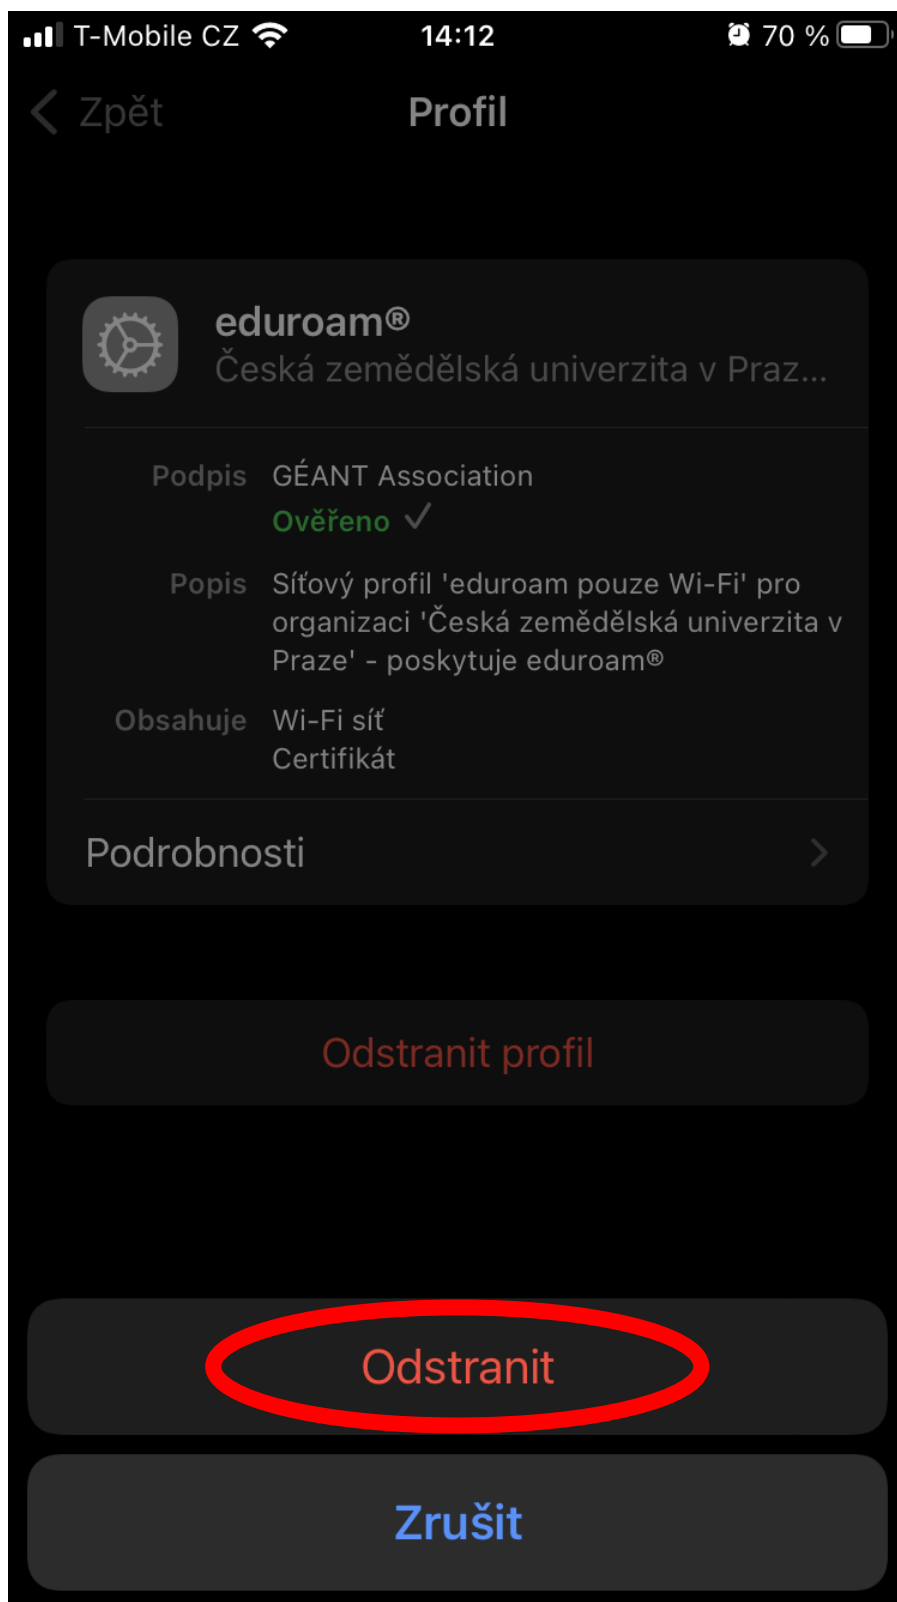 T-Mobile CZ 14:12 70 %
Zpět Profil
eduroam®
Česká zemědělská univerzita v Praz...
Podpis GÉANT Association
Ověřeno
Popis Síťový profil 'eduroam pouze Wi-Fi' pro
organizaci 'Česká zemědělská univerzita v
Praze' - poskytuje eduroam®
Obsahuje Wi-Fi síť
Certifikát
Podrobnosti
Odstranit profil
Odstranit
Zrušit